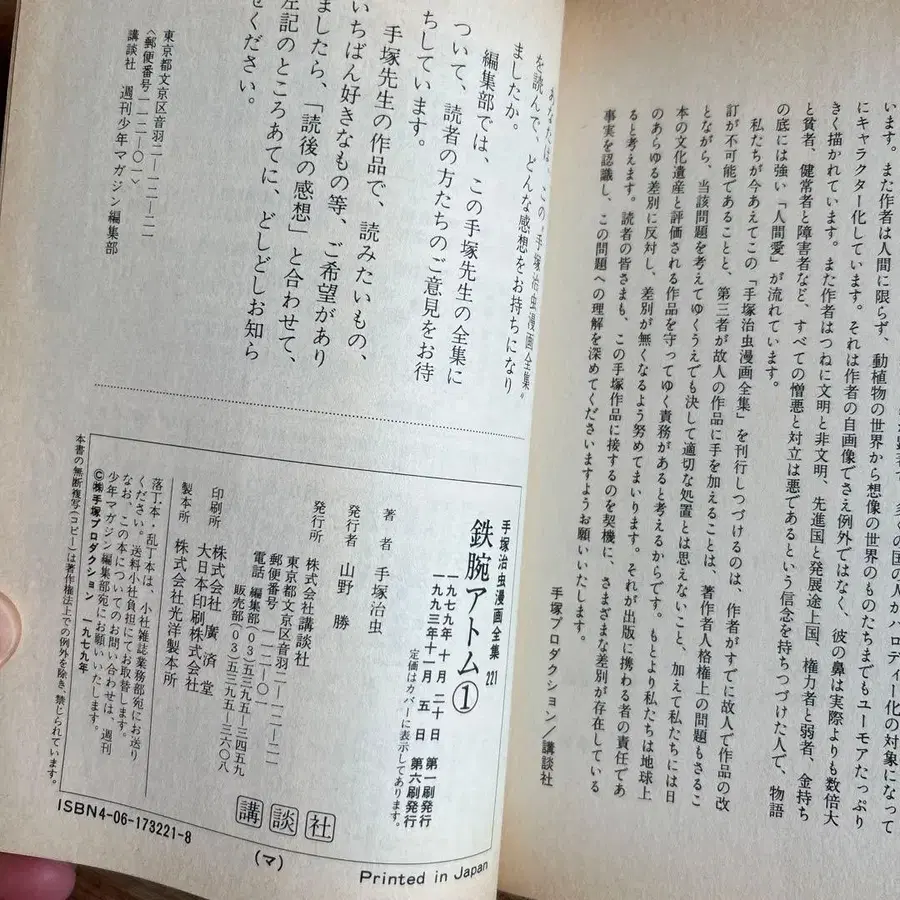 います。また作者は人間に限らず、動植物の世界から想像の世界のものたちまでもユーモアたっぷり
にキャラクター化しています。それは作者の自画像でさえ例外ではなく、彼の鼻は実際よりも数倍大
きく描かれています。また作者はつねに文明と非文明、先進国と発展途上国、権力者と弱者、金持ち
と貧者、健常者と障害者など、すべての憎悪と対立は悪であるという信念を持ちつづけた人で、物語
の底には強い「人間愛」が流れています。
私たちが今あえてこの「手塚治虫漫画全集」を刊行しつづけるのは、作者がすでに故人で作品の改
訂が不可能であることと、第三者が故人の作品に手を加えることは、著作者人格権上の問題もさるこ
とながら、当該問題を考えてゆくうえでも決して適切な処置とは思えないこと、加えて私たちには日
本の文化遺産と評価される作品を守ってゆく責務があると考えるからです。もとより私たちは地球上
のあらゆる差別に反対し、差別が無くなるよう努めてまいります。それが出版に携わる者の責任であ
ると考えます。読者の皆さまも、この手塚作品に接するのを契機に、さまざまな差別が存在している
事実を認識し、この問題への理解を深めてくださいますようお願いいたします。
手塚プロダクション／講談社
あなたは、この〝手塚治虫漫画全集〟
を読んで、どんな感想をお持ちになり
ましたか。
編集部では、この手塚先生の全集に
ついて、読者の方たちのご意見をお待
ちしています。
手塚先生の作品で、読みたいもの、
いちばん好きなもの等、ご希望があり
ましたら、「読後の感想」と合わせて、
左記のところあてに、どしどしお知ら
せください。
東京都文京区音羽二―一二―二一
〈郵便番号一一二―〇一〉
講談社 週刊少年マガジン編集部
手塚治虫漫画全集 221
鉄腕アトム①
一九七九年十月二十日 第一刷発行
一九九三年十一月五日 第六刷発行
定価はカバーに表示してあります。
著者 手塚治虫
発行者 山野 勝
発行所 株式会社講談社
東京都文京区音羽二―一二―二一
郵便番号 一一二―〇一
電話 編集部(03)五三九五―三四五九
販売部(03)五三九五―三六〇八
印刷所 株式会社 廣済堂
大日本印刷株式会社
製本所 株式会社光洋製本所
落丁本・乱丁本は、小社雑誌業務部宛にお送り
ください。送料小社負担にてお取替します。
なお、この本についてのお問い合わせは、週刊
少年マガジン編集部宛にお願いいたします。
©㈱手塚プロダクション 一九七九年
本書の無断複写(コピー)は著作権法上での例外を除き、禁じられています。
講談社
ISBN4-06-173221-8
(マ)
Printed in Japan